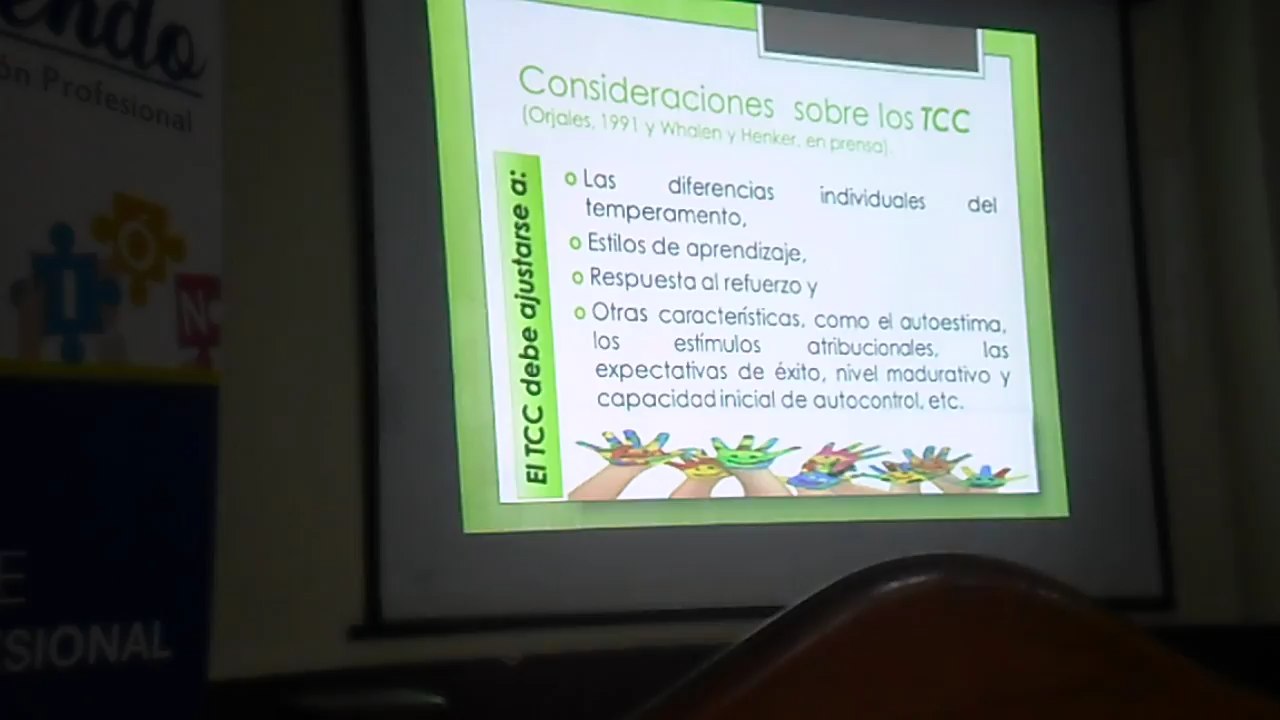 endo
ón Profesional
I
Ó
N
E
SIONAL
Consideraciones sobre los TCC
(Orjales, 1991 y Whalen y Henker, en prensa).
El TCC debe ajustarse a:
Las diferencias individuales del
temperamento,
Estilos de aprendizaje,
Respuesta al refuerzo y
Otras características, como el autoestima,
los estímulos atribucionales, las
expectativas de éxito, nivel madurativo y
capacidad inicial de autocontrol, etc.